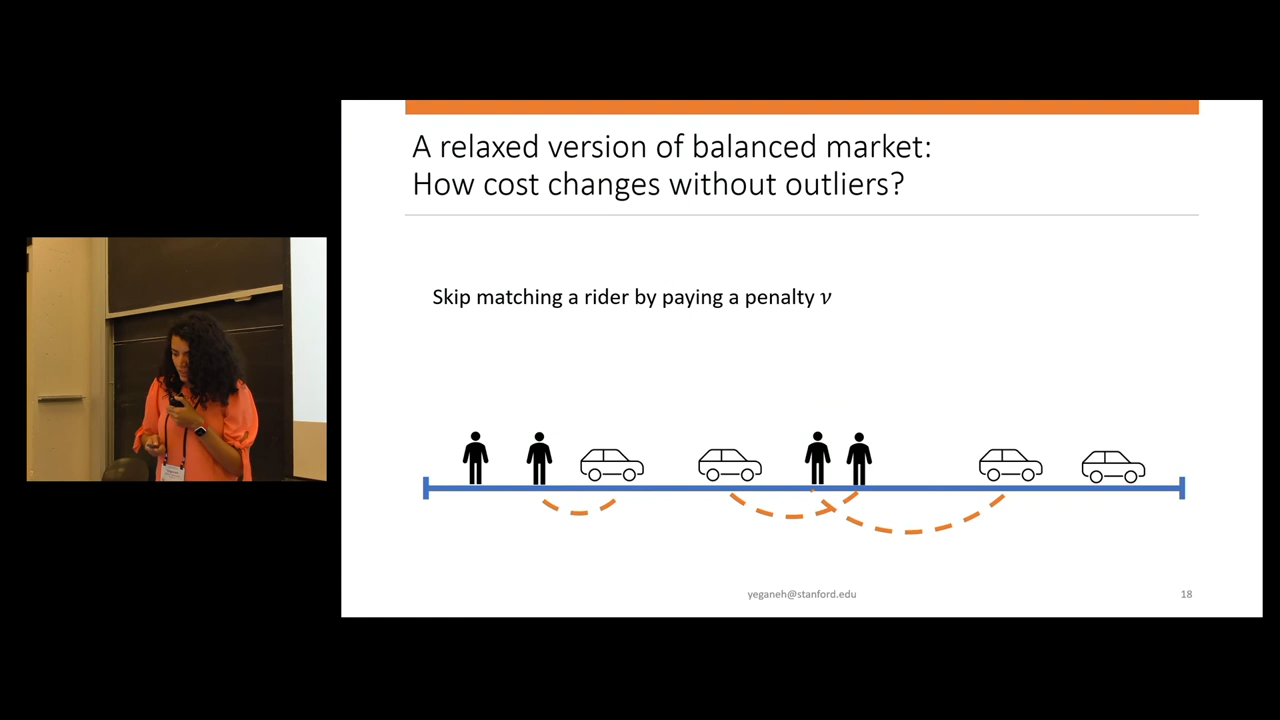 A relaxed version of balanced market:
How cost changes without outliers?
Skip matching a rider by paying a penalty ν
yeganeh@stanford.edu
18